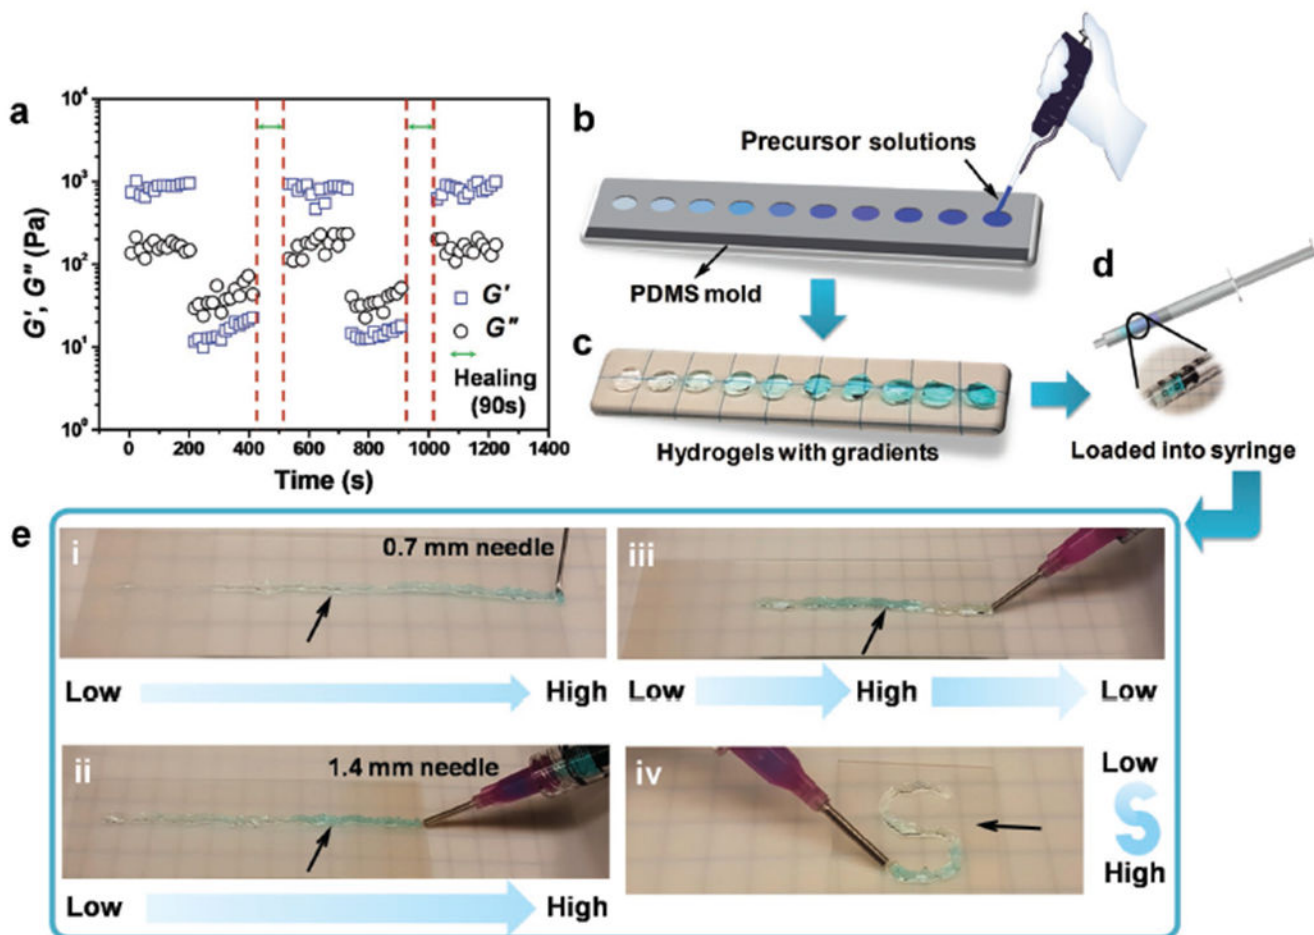 a
10⁴
10³
10²
10¹
10⁰
G', G'' (Pa)
G'
G''
Healing
(90s)
0 200 400 600 800 1000 1200 1400
Time (s)
b
Precursor solutions
PDMS mold
c
Hydrogels with gradients
d
Loaded into syringe
e
i
0.7 mm needle
Low High
ii
1.4 mm needle
Low High
iii
Low High Low
iv
Low
S
High